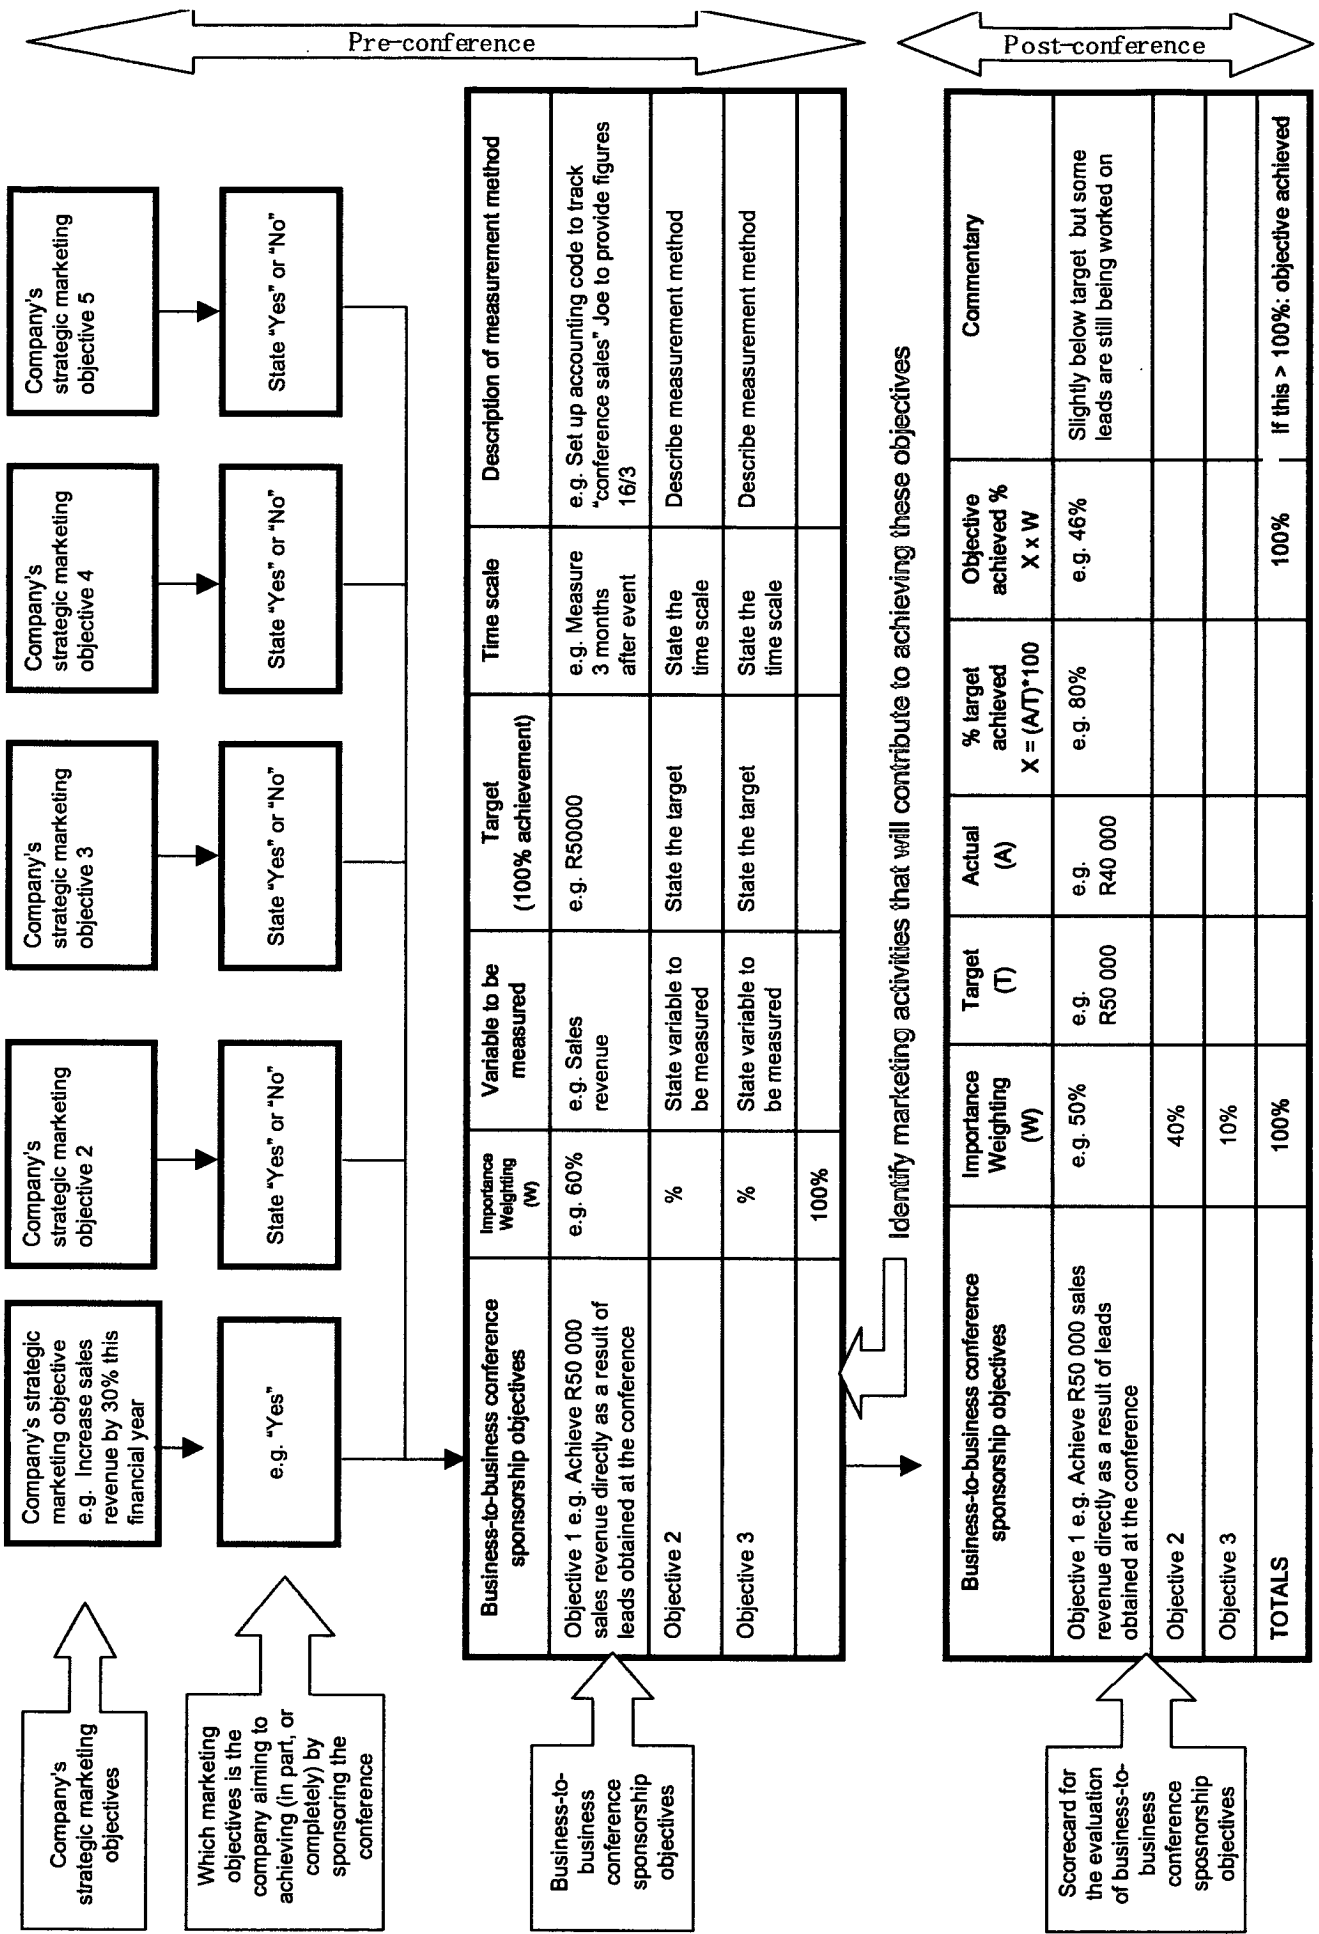 Pre-conference
Post-conference
Company's
strategic marketing
objectives
Company's strategic
marketing objective
e.g. Increase sales
revenue by 30% this
financial year
Company's
strategic marketing
objective 2
Company's
strategic marketing
objective 3
Company's
strategic marketing
objective 4
Company's
strategic marketing
objective 5
Which marketing
objectives is the
company aiming to
achieving (in part, or
completely) by
sponsoring the
conference
e.g. "Yes"
State "Yes" or "No"
State "Yes" or "No"
State "Yes" or "No"
State "Yes" or "No"
Business-to-
business
conference
sponsorship
objectives
Business-to-business conference
sponsorship objectives
Importance
Weighting
(W)
Variable to be
measured
Target
(100% achievement)
Time scale
Description of measurement method
Objective 1 e.g. Achieve R50 000
sales revenue directly as a result of
leads obtained at the conference
e.g. 60%
e.g. Sales
revenue
e.g. R50000
e.g. Measure
3 months
after event
e.g. Set up accounting code to track
"conference sales" Joe to provide figures
16/3
Objective 2
%
State variable to
be measured
State the target
State the
time scale
Describe measurement method
Objective 3
%
State variable to
be measured
State the target
State the
time scale
Describe measurement method
100%
Identify marketing activities that will contribute to achieving these objectives
Scorecard for
the evaluation
of business-to-
business
conference
sposnorship
objectives
Business-to-business conference
sponsorship objectives
Importance
Weighting
(W)
Target
(T)
Actual
(A)
% target
achieved
X = (A/T)*100
Objective
achieved %
X x W
Commentary
Objective 1 e.g. Achieve R50 000 sales
revenue directly as a result of leads
obtained at the conference
e.g. 50%
e.g.
R50 000
e.g.
R40 000
e.g. 80%
e.g. 46%
Slightly below target but some
leads are still being worked on
Objective 2
40%
Objective 3
10%
TOTALS
100%
100%
If this > 100%: objective achieved